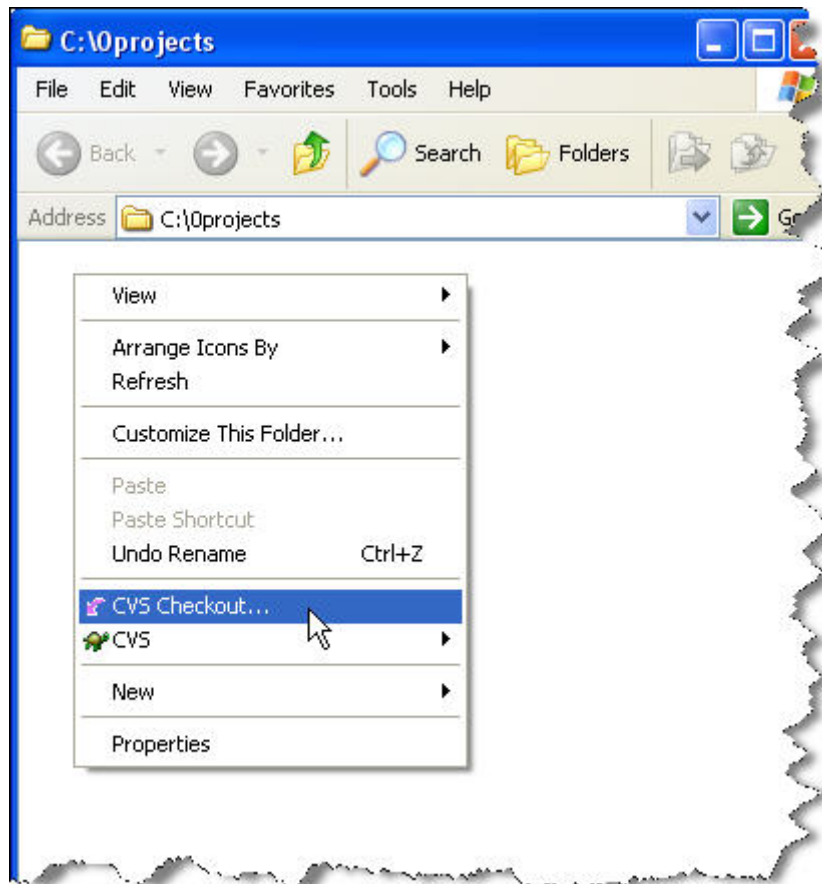 C:\0projects
File Edit View Favorites Tools Help
Back Search Folders
Address C:\0projects
View
Arrange Icons By
Refresh
Customize This Folder...
Paste
Paste Shortcut
Undo Rename Ctrl+Z
CVS Checkout...
CVS
New
Properties